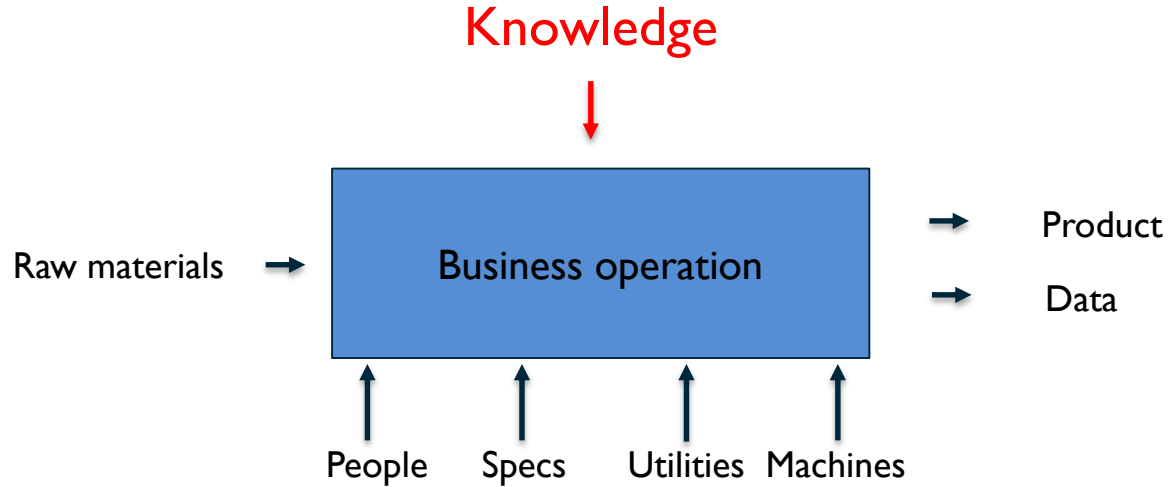 Knowledge
Raw materials
Business operation
Product
Data
People
Specs
Utilities
Machines